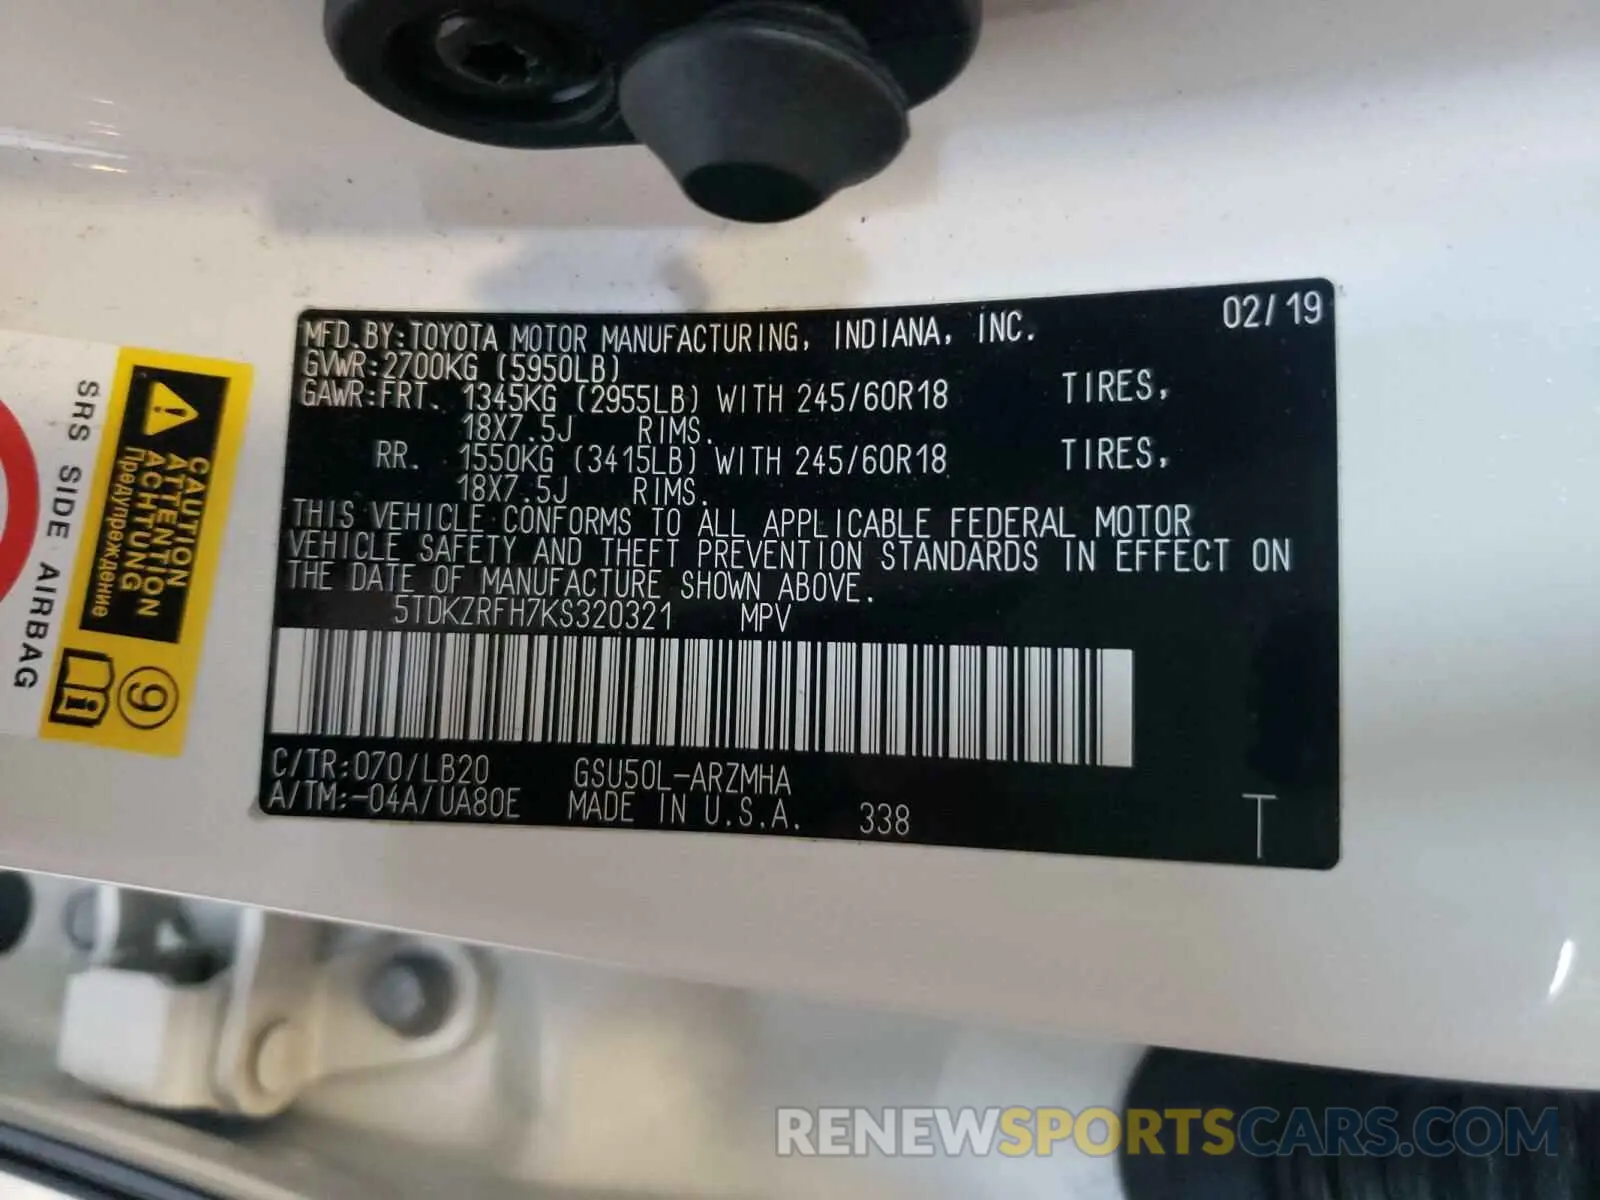 MFD.BY:TOYOTA MOTOR MANUFACTURING, INDIANA, INC. 02/19
GVWR:2700KG (5950LB)
GAWR:FRT. 1345KG (2955LB) WITH 245/60R18 TIRES,
18X7.5J RIMS.
RR. 1550KG (3415LB) WITH 245/60R18 TIRES,
18X7.5J RIMS.
THIS VEHICLE CONFORMS TO ALL APPLICABLE FEDERAL MOTOR
VEHICLE SAFETY AND THEFT PREVENTION STANDARDS IN EFFECT ON
THE DATE OF MANUFACTURE SHOWN ABOVE.
5TDKZRFH7KS320321 MPV
C/TR:070/LB20 GSU50L-ARZMHA
A/TM:-04A/UA80E MADE IN U.S.A. 338 T
CAUTION
ATTENTION
ACHTUNG
Предупреждение
9
i
SRS SIDE AIRBAG
RENEWSPORTSCARS.COM